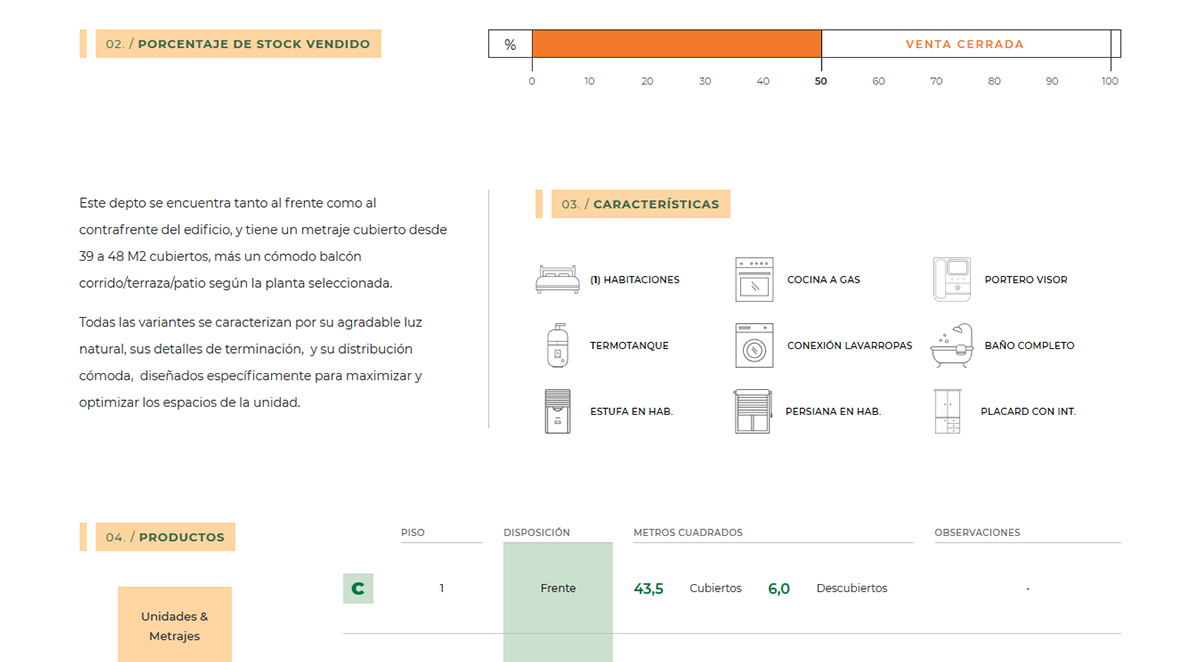 02. / PORCENTAJE DE STOCK VENDIDO
%
VENTA CERRADA
0 10 20 30 40 50 60 70 80 90 100
Este depto se encuentra tanto al frente como al
contrafrente del edificio, y tiene un metraje cubierto desde
39 a 48 M2 cubiertos, más un cómodo balcón
corrido/terraza/patio según la planta seleccionada.
Todas las variantes se caracterizan por su agradable luz
natural, sus detalles de terminación, y su distribución
cómoda, diseñados específicamente para maximizar y
optimizar los espacios de la unidad.
03. / CARACTERÍSTICAS
(1) HABITACIONES
COCINA A GAS
PORTERO VISOR
TERMOTANQUE
CONEXIÓN LAVARROPAS
BAÑO COMPLETO
ESTUFA EN HAB.
PERSIANA EN HAB.
PLACARD CON INT.
04. / PRODUCTOS
Unidades &
Metrajes
PISO DISPOSICIÓN METROS CUADRADOS OBSERVACIONES
C 1 Frente 43,5 Cubiertos 6,0 Descubiertos -